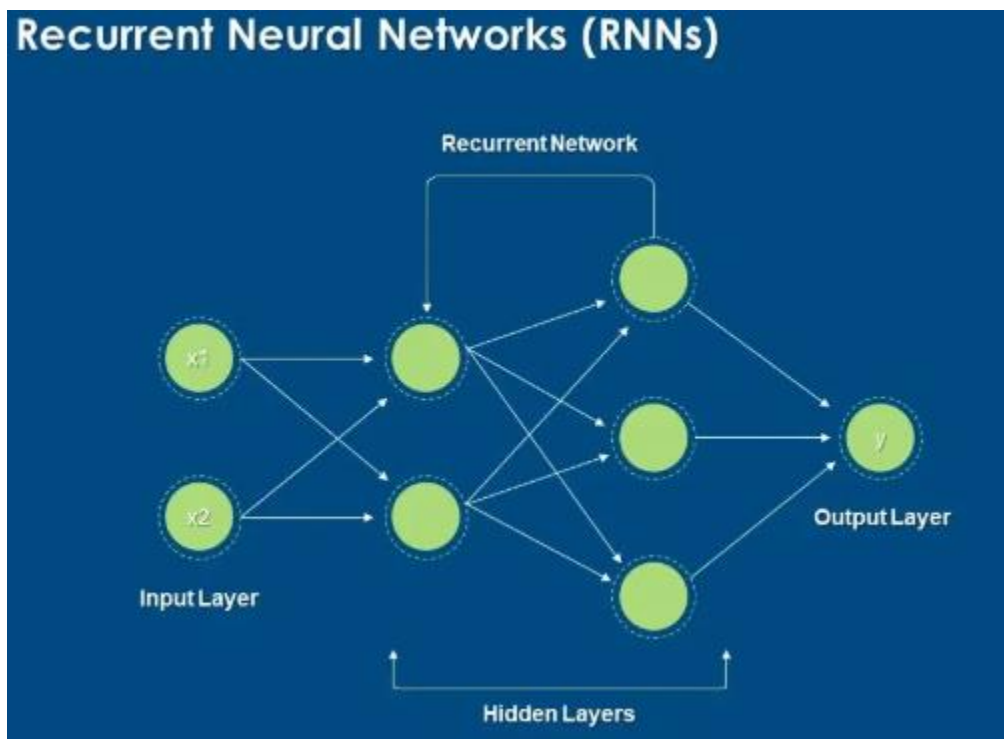 Recurrent Neural Networks (RNNs)
Recurrent Network
x1
x2
y
Input Layer
Output Layer
Hidden Layers